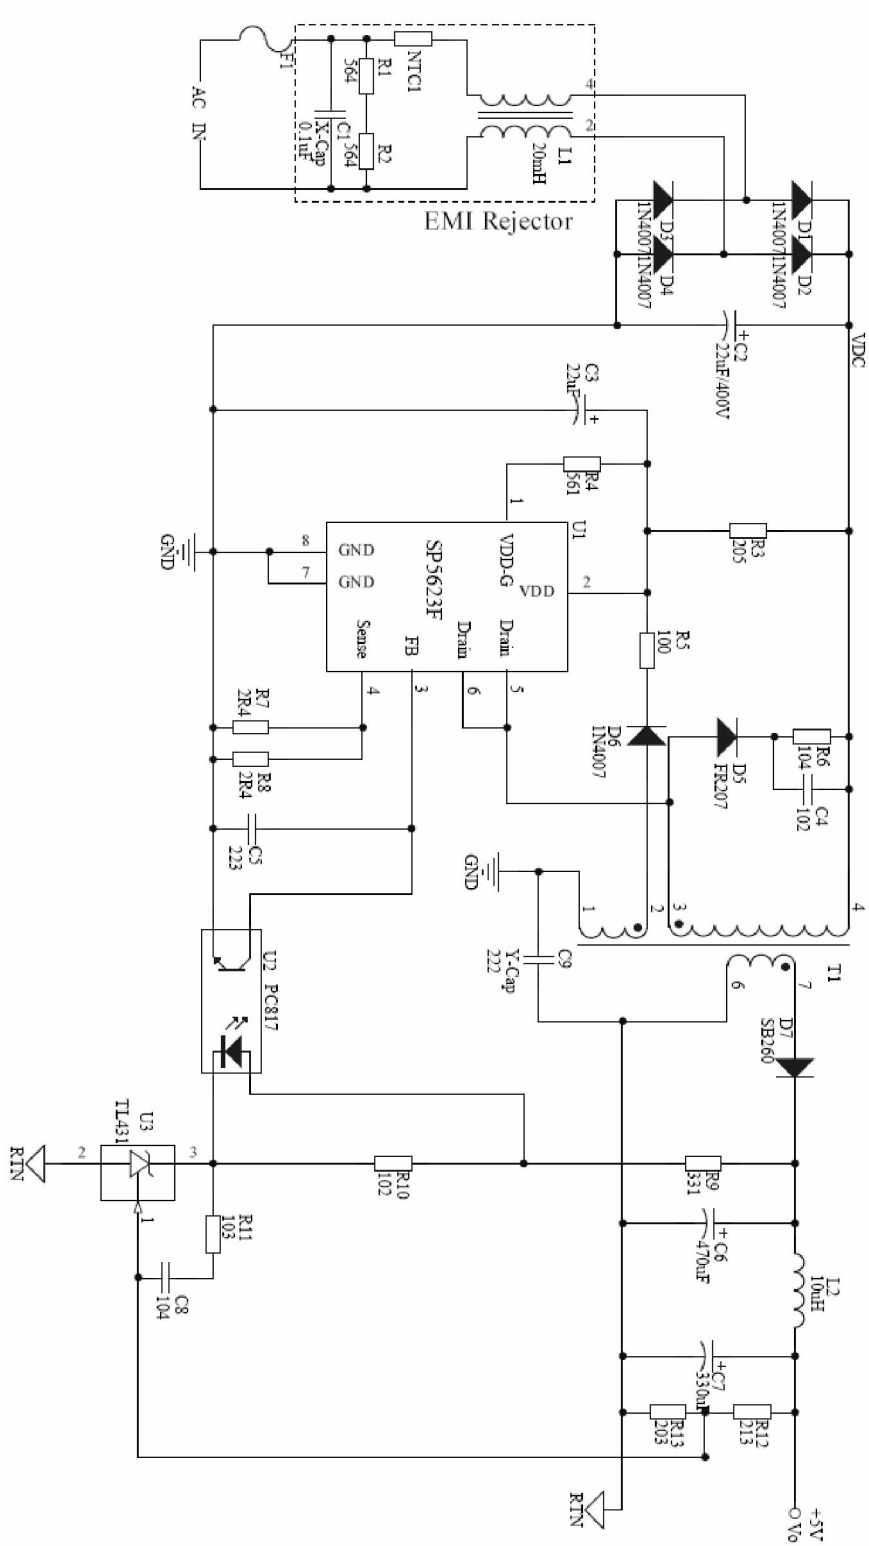 F1
AC IN
R1
564
NTC1
C1
X-Cap
0.1uF
R2
564
4
2
L1
20mH
EMI Rejector
D3
1N4007
D1
1N4007
D4
1N4007
D2
1N4007
VDC
C2
+
22uF/400V
C3
22uF
+
R4
561
R3
205
1
U1
8
GND
7
GND
SP5623F
VDD-G
VDD
2
Sense
FB
Drain
Drain
4
3
6
5
GND
R5
100
D6
1N4007
R6
104
C4
102
D5
FR207
R7
2R4
R8
2R4
C5
223
GND
1
2
3
4
T1
C9
Y-Cap
222
6
7
U2 PC817
D7
SB260
U3
TL431
2
3
1
RTN
R10
102
R9
331
R11
103
C8
104
C6
+
470uF
L2
10uH
C7
+
330uF
R13
203
R12
213
RTN
+5V
Vo